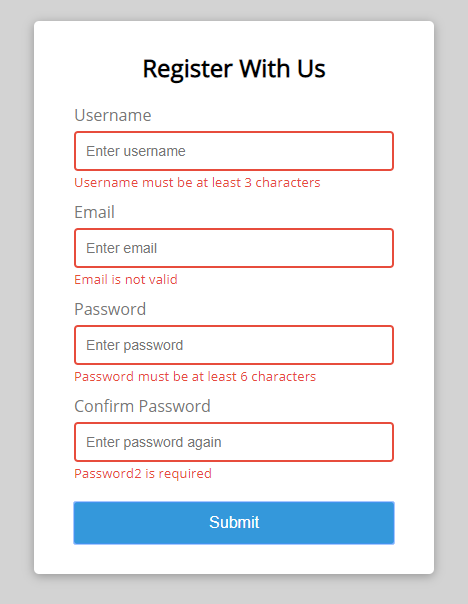 Register With Us
Username
Enter username
Username must be at least 3 characters
Email
Enter email
Email is not valid
Password
Enter password
Password must be at least 6 characters
Confirm Password
Enter password again
Password2 is required
Submit